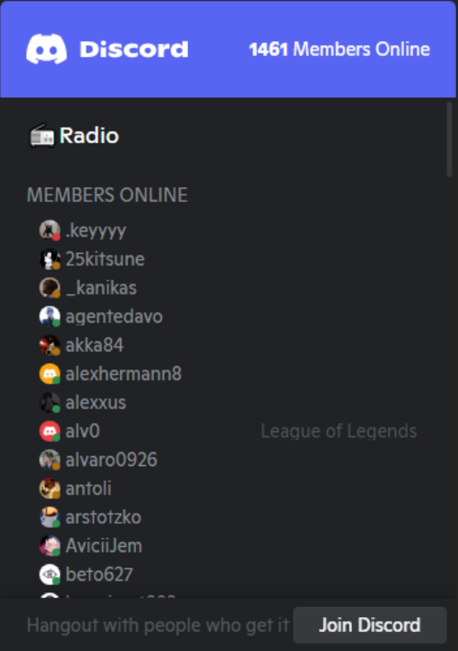 Discord
1461 Members Online
Radio
MEMBERS ONLINE
.keyyyy
25kitsune
_kanikas
agentedavo
akka84
alexhermann8
alexxus
alv0 League of Legends
alvaro0926
antoli
arstotzko
AviciiJem
beto627
Hangout with people who get it
Join Discord